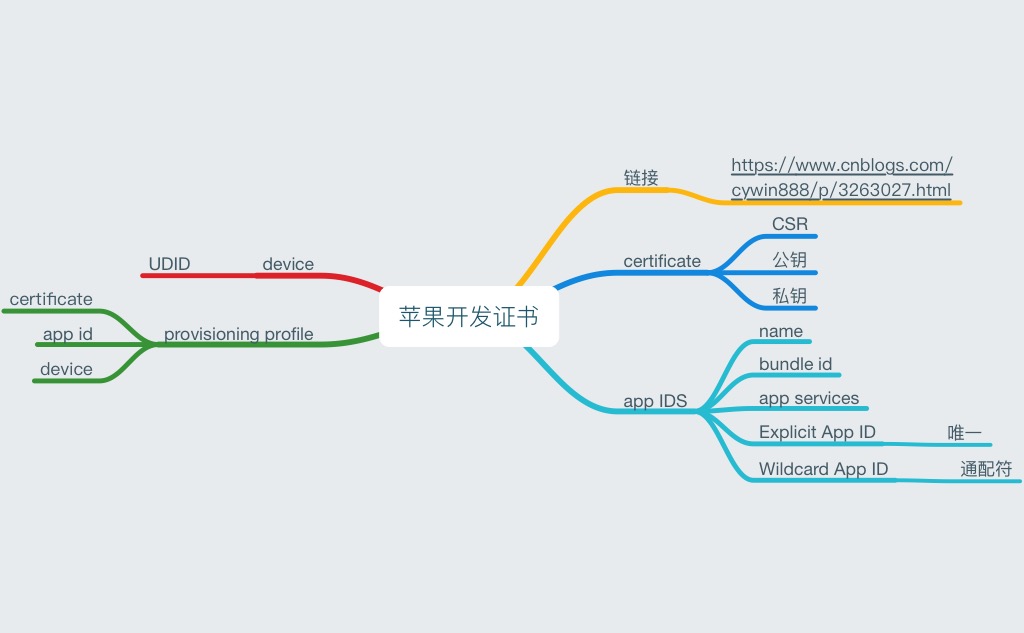 苹果开发证书
链接
https://www.cnblogs.com/
cywin888/p/3263027.html
certificate
CSR
公钥
私钥
app IDS
name
bundle id
app services
Explicit App ID
唯一
Wildcard App ID
通配符
device
UDID
provisioning profile
certificate
app id
device